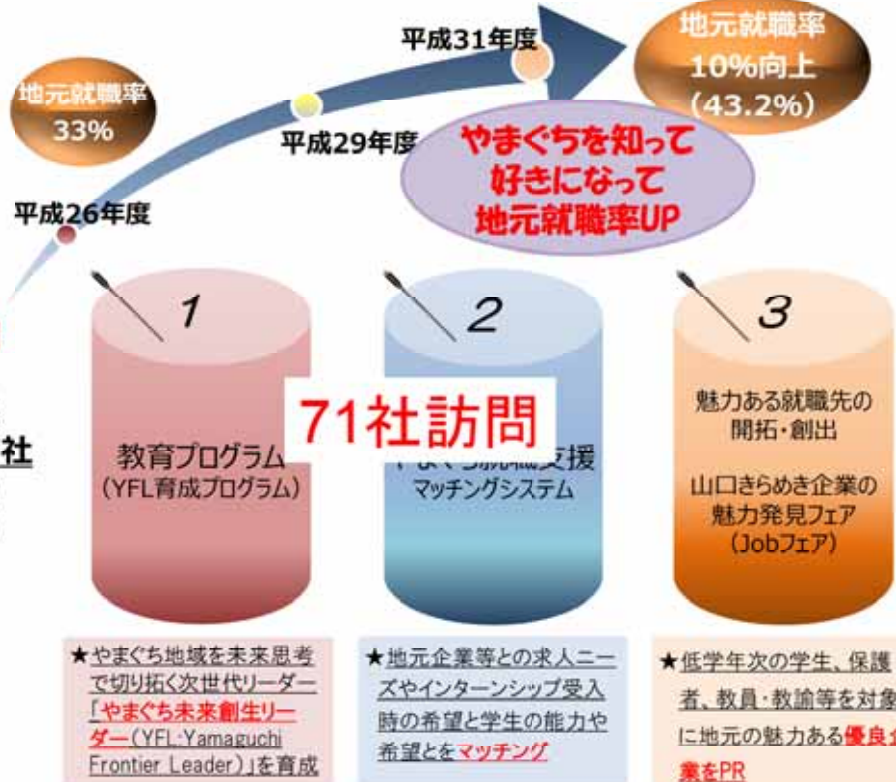 平成31年度
地元就職率
10%向上
(43.2%)
地元就職率
33%
平成29年度
やまぐちを知って
好きになって
地元就職率UP
平成26年度
1
2
3
71社訪問
社
教育プログラム
(YFL育成プログラム)
支援
マッチングシステム
魅力ある就職先の
開拓・創出
山口きらめき企業の
魅力発見フェア
(Jobフェア)
★やまぐち地域を未来思考
で切り拓く次世代リーダー
「やまぐち未来創生リー
ダー(YFL:Yamaguchi
Frontier Leader)」を育成
★地元企業等との求人ニー
ズやインターンシップ受入
時の希望と学生の能力や
希望とをマッチング
★低学年次の学生、保護
者、教員・教諭等を対象
に地元の魅力ある優良企
業をPR